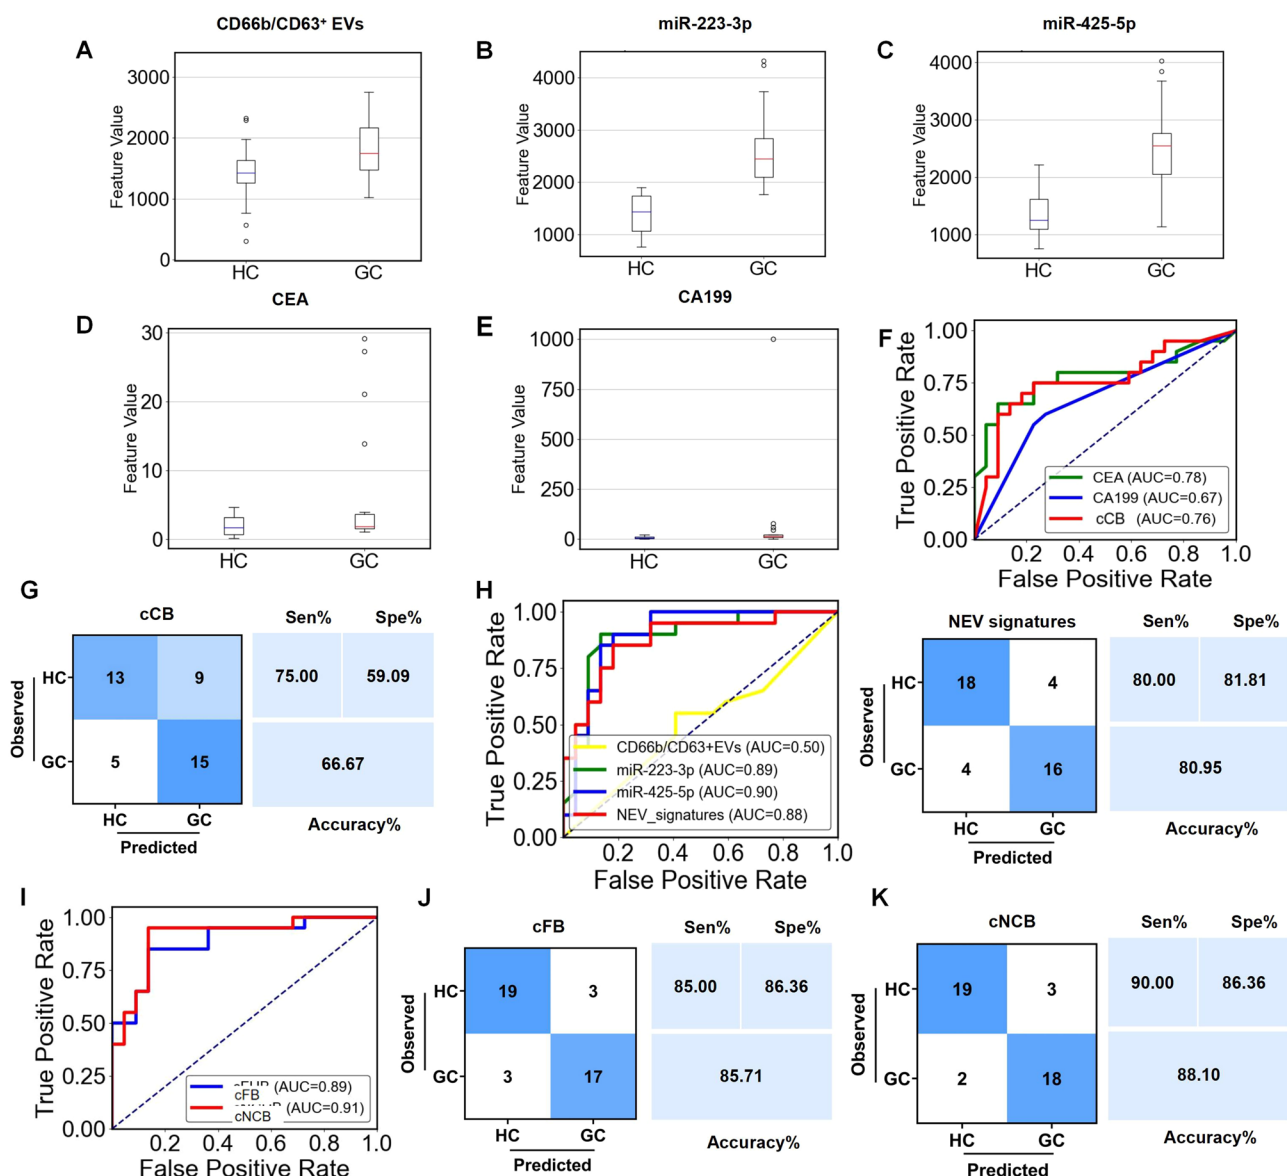 CD66b/CD63⁺ EVs
miR-223-3p
miR-425-5p
A
Feature Value
3000
2000
1000
0
HC
GC
B
Feature Value
4000
3000
2000
1000
HC
GC
C
Feature Value
4000
3000
2000
1000
HC
GC
CEA
D
Feature Value
30
20
10
0
HC
GC
CA199
E
Feature Value
1000
750
500
250
0
HC
GC
F
True Positive Rate
1.00
0.75
0.50
0.25
0.00
CEA (AUC=0.78)
CA199 (AUC=0.67)
cCB (AUC=0.76)
0.2 0.4 0.6 0.8 1.0
False Positive Rate
G
cCB
Sen% Spe%
Observed
HC
13 9
75.00 59.09
GC
5 15
66.67
HC GC
Predicted
Accuracy%
H
True Positive Rate
1.00
0.75
0.50
0.25
0.00
CD66b/CD63+EVs (AUC=0.50)
miR-223-3p (AUC=0.89)
miR-425-5p (AUC=0.90)
NEV_signatures (AUC=0.88)
0.2 0.4 0.6 0.8 1.0
False Positive Rate
NEV signatures
Sen% Spe%
Observed
HC
18 4
80.00 81.81
GC
4 16
80.95
HC GC
Predicted
Accuracy%
I
True Positive Rate
1.00
0.75
0.50
0.25
0.00
(AUC=0.89)
cFB
(AUC=0.91)
cNCB
0.2 0.4 0.6 0.8 1.0
False Positive Rate
J
cFB
Sen% Spe%
Observed
HC
19 3
85.00 86.36
GC
3 17
85.71
HC GC
Predicted
Accuracy%
K
cNCB
Sen% Spe%
Observed
HC
19 3
90.00 86.36
GC
2 18
88.10
HC GC
Predicted
Accuracy%